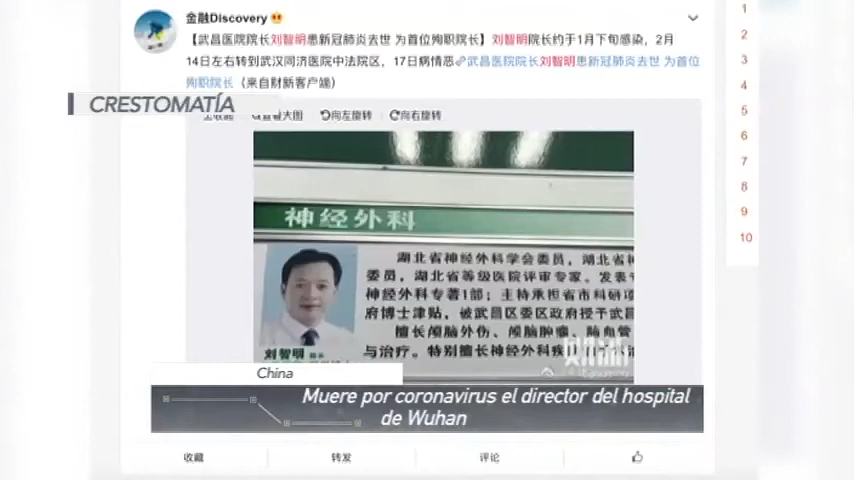 金融Discovery
【武昌医院院长刘智明患新冠肺炎去世 为首位殉职院长】刘智明院长约于1月下旬感染，2月
14日左右转到武汉同济医院中法院区，17日病情恶 武昌医院院长刘智明患新冠肺炎去世 为首位
殉职院长（来自财新客户端）
CRESTOMATÍA
查看大图 向左旋转 向右旋转
神经外科
湖北省神经外科学会委员，湖北省
委员，湖北省等级医院评审专家。发表
神经外科专著1部；主持承担省市科研项
府博士津贴，被武昌区委区政府授予武昌
擅长颅脑外伤、颅脑肿瘤、脑血管
与治疗。特别擅长神经外科疾
刘智明
China
Muere por coronavirus el director del hospital
de Wuhan
收藏 转发 评论
1
2
3
4
5
6
7
8
9
10